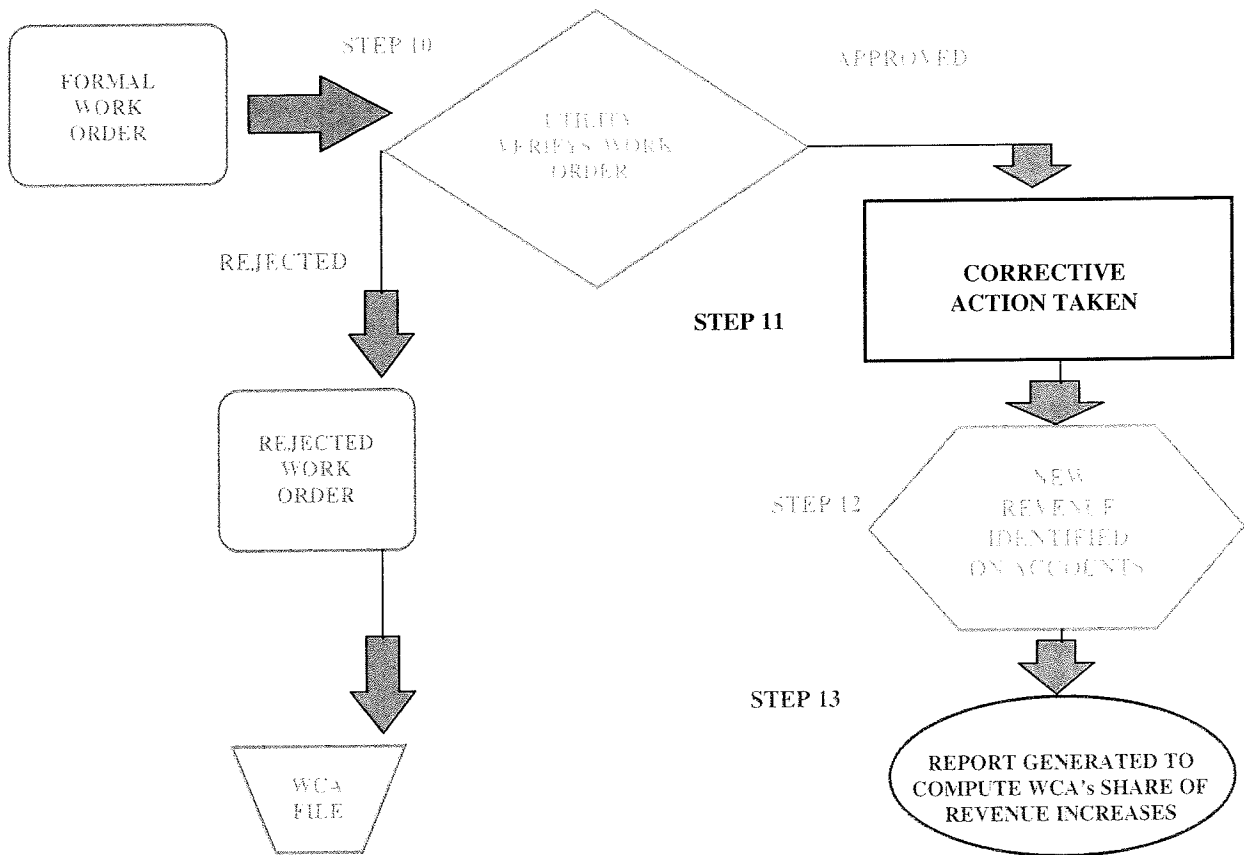 FORMAL
WORK
ORDER
STEP 10
UTILITY
VERIFYS WORK
ORDER
APPROVED
REJECTED
CORRECTIVE
ACTION TAKEN
STEP 11
REJECTED
WORK
ORDER
STEP 12
NEW
REVENUE
IDENTIFIED
ON ACCOUNTS
STEP 13
WCA
FILE
REPORT GENERATED TO
COMPUTE WCA's SHARE OF
REVENUE INCREASES